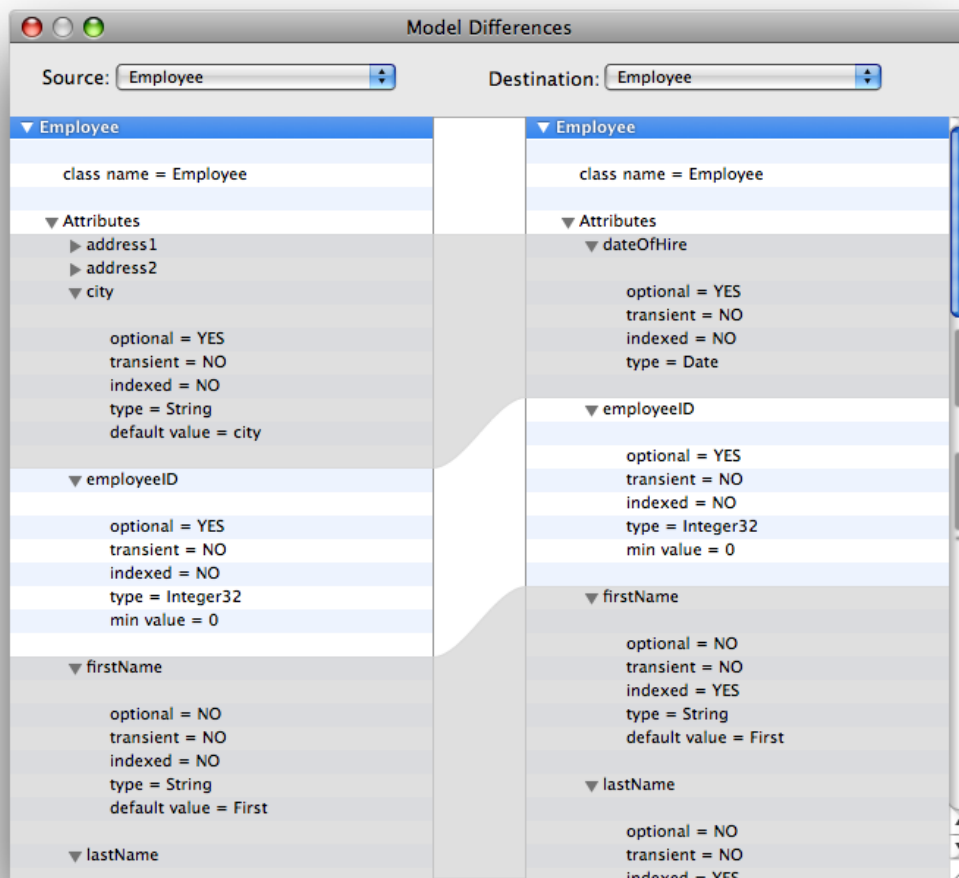 Model Differences
Source: Employee
Destination: Employee
Employee
class name = Employee
Attributes
address1
address2
city
optional = YES
transient = NO
indexed = NO
type = String
default value = city
employeeID
optional = YES
transient = NO
indexed = NO
type = Integer32
min value = 0
firstName
optional = NO
transient = NO
indexed = NO
type = String
default value = First
lastName
Employee
class name = Employee
Attributes
dateOfHire
optional = YES
transient = NO
indexed = NO
type = Date
employeeID
optional = YES
transient = NO
indexed = NO
type = Integer32
min value = 0
firstName
optional = NO
transient = NO
indexed = YES
type = String
default value = First
lastName
optional = NO
transient = NO
indexed = YES